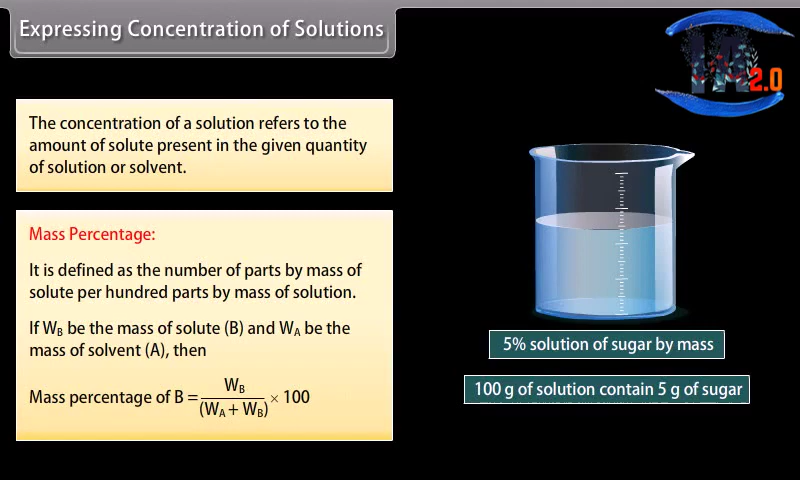 Expressing Concentration of Solutions
2.0
The concentration of a solution refers to the
amount of solute present in the given quantity
of solution or solvent.
Mass Percentage:
It is defined as the number of parts by mass of
solute per hundred parts by mass of solution.
If W_B be the mass of solute (B) and W_A be the
mass of solvent (A), then
Mass percentage of B = W_B / (W_A + W_B) × 100
5% solution of sugar by mass
100 g of solution contain 5 g of sugar